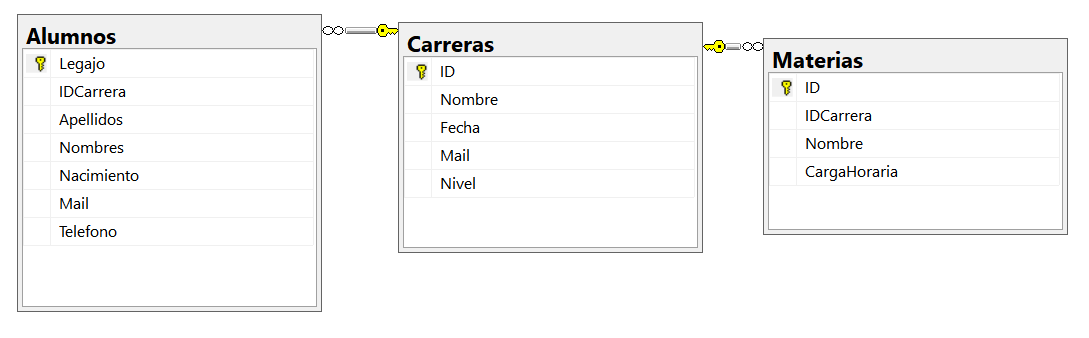 Alumnos
Legajo
IDCarrera
Apellidos
Nombres
Nacimiento
Mail
Telefono
Carreras
ID
Nombre
Fecha
Mail
Nivel
Materias
ID
IDCarrera
Nombre
CargaHoraria